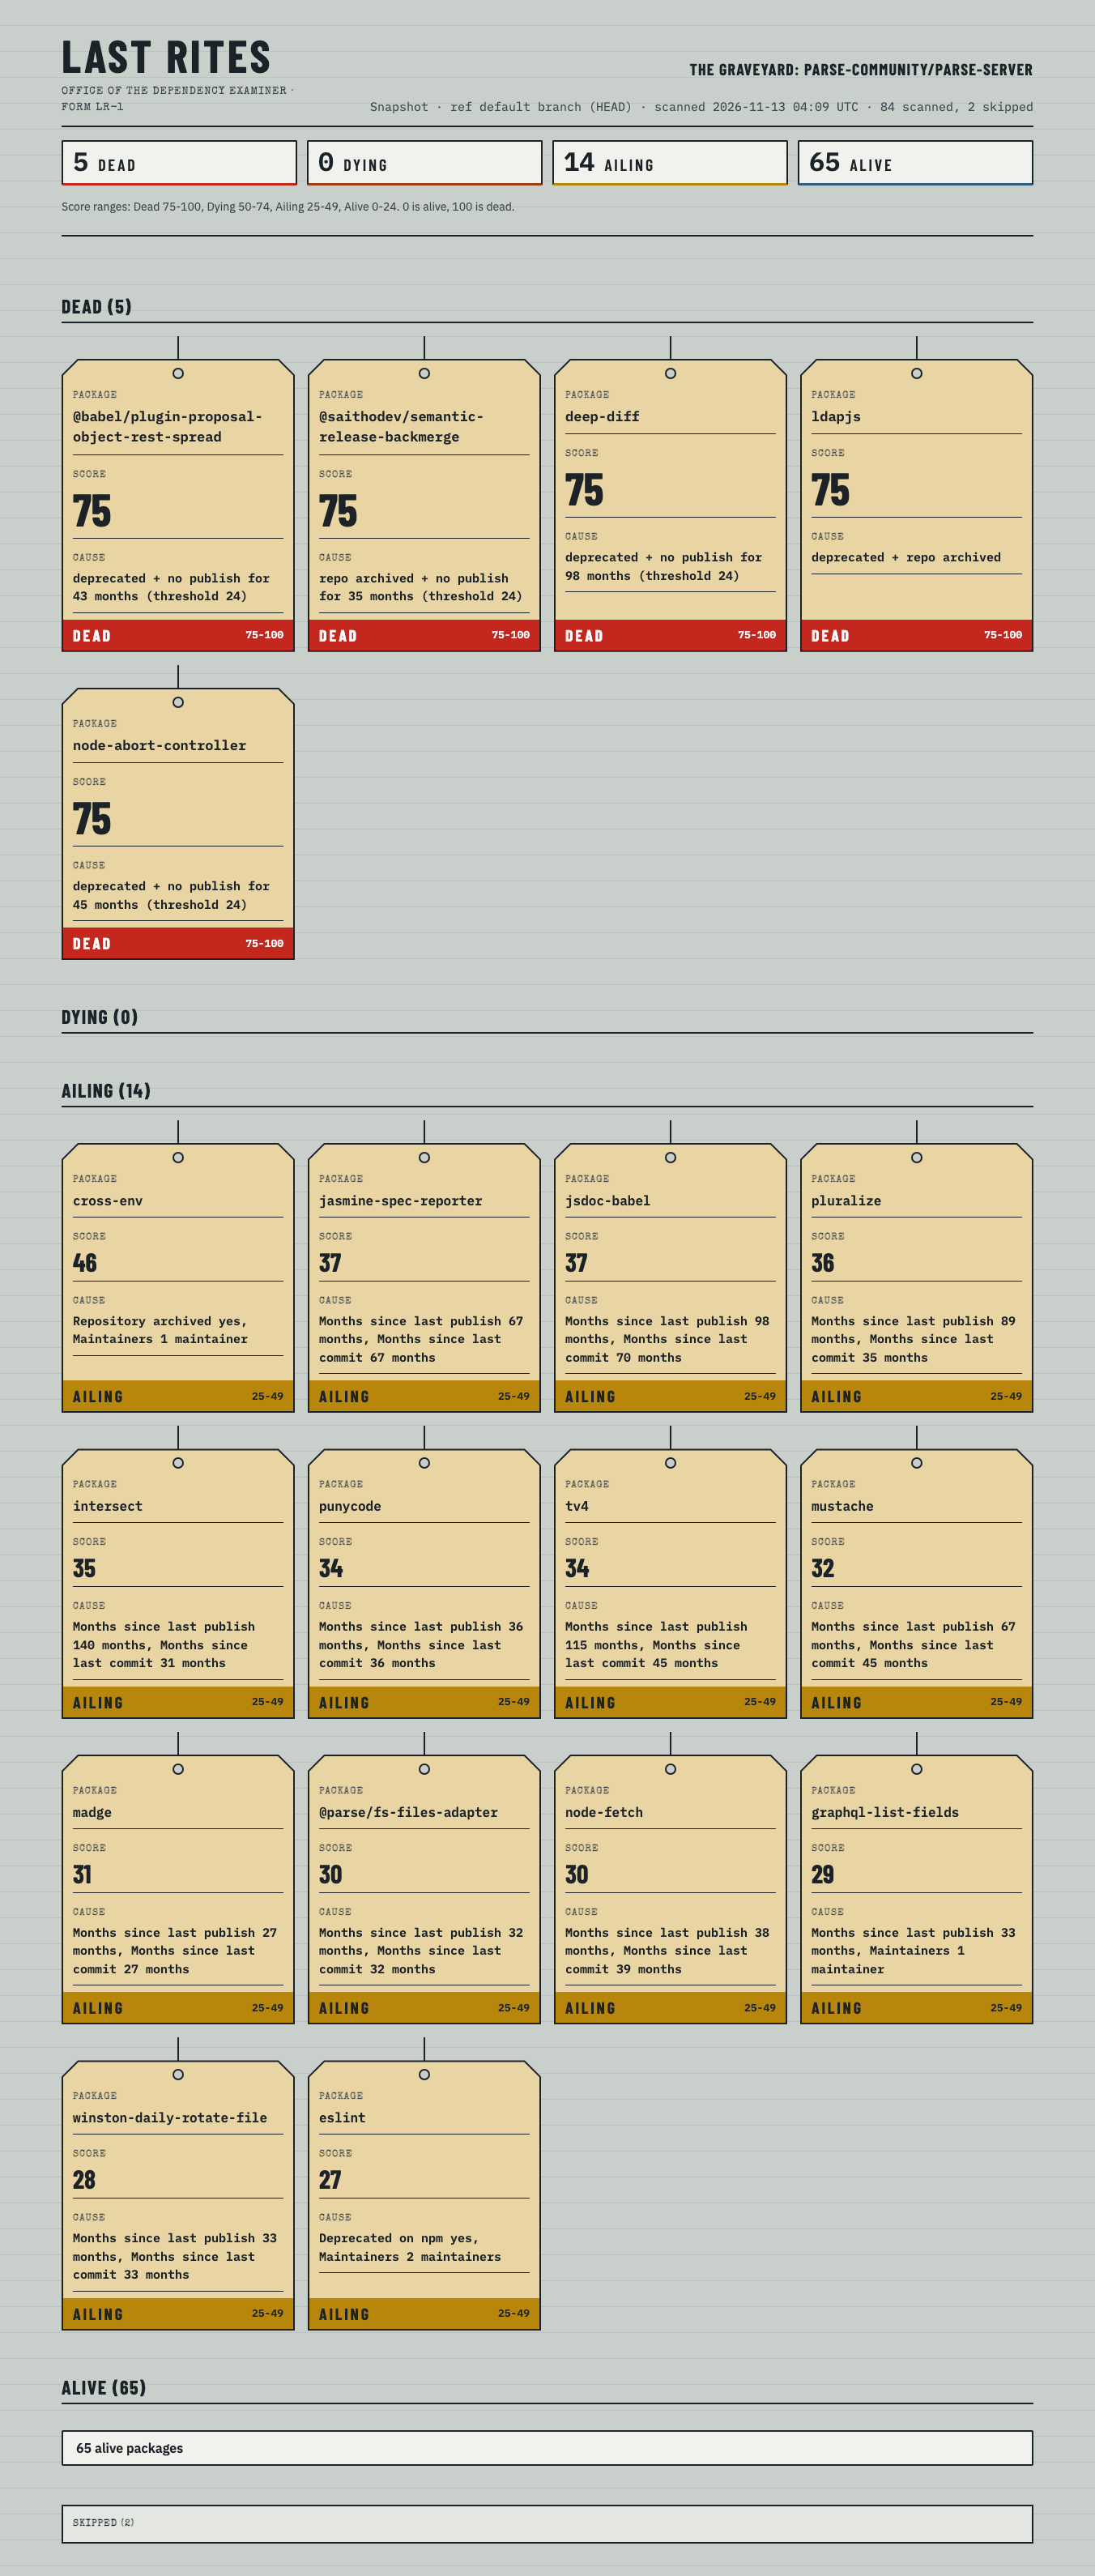 LAST RITES
OFFICE OF THE DEPENDENCY EXAMINER ·
FORM LR-1
THE GRAVEYARD: PARSE-COMMUNITY/PARSE-SERVER
Snapshot · ref default branch (HEAD) · scanned 2026-11-13 04:09 UTC · 84 scanned, 2 skipped
5 DEAD
0 DYING
14 AILING
65 ALIVE
Score ranges: Dead 75-100, Dying 50-74, Ailing 25-49, Alive 0-24. 0 is alive, 100 is dead.
DEAD (5)
PACKAGE
@babel/plugin-proposal-
object-rest-spread
SCORE
75
CAUSE
deprecated + no publish for
43 months (threshold 24)
DEAD 75-100
PACKAGE
@saithodev/semantic-
release-backmerge
SCORE
75
CAUSE
repo archived + no publish
for 35 months (threshold 24)
DEAD 75-100
PACKAGE
deep-diff
SCORE
75
CAUSE
deprecated + no publish for
98 months (threshold 24)
DEAD 75-100
PACKAGE
ldapjs
SCORE
75
CAUSE
deprecated + repo archived
DEAD 75-100
PACKAGE
node-abort-controller
SCORE
75
CAUSE
deprecated + no publish for
45 months (threshold 24)
DEAD 75-100
DYING (0)
AILING (14)
PACKAGE
cross-env
SCORE
46
CAUSE
Repository archived yes,
Maintainers 1 maintainer
AILING 25-49
PACKAGE
jasmine-spec-reporter
SCORE
37
CAUSE
Months since last publish 67
months, Months since last
commit 67 months
AILING 25-49
PACKAGE
jsdoc-babel
SCORE
37
CAUSE
Months since last publish 98
months, Months since last
commit 70 months
AILING 25-49
PACKAGE
pluralize
SCORE
36
CAUSE
Months since last publish 89
months, Months since last
commit 35 months
AILING 25-49
PACKAGE
intersect
SCORE
35
CAUSE
Months since last publish
140 months, Months since
last commit 31 months
AILING 25-49
PACKAGE
punycode
SCORE
34
CAUSE
Months since last publish 36
months, Months since last
commit 36 months
AILING 25-49
PACKAGE
tv4
SCORE
34
CAUSE
Months since last publish
115 months, Months since
last commit 45 months
AILING 25-49
PACKAGE
mustache
SCORE
32
CAUSE
Months since last publish 67
months, Months since last
commit 45 months
AILING 25-49
PACKAGE
madge
SCORE
31
CAUSE
Months since last publish 27
months, Months since last
commit 27 months
AILING 25-49
PACKAGE
@parse/fs-files-adapter
SCORE
30
CAUSE
Months since last publish 32
months, Months since last
commit 32 months
AILING 25-49
PACKAGE
node-fetch
SCORE
30
CAUSE
Months since last publish 38
months, Months since last
commit 39 months
AILING 25-49
PACKAGE
graphql-list-fields
SCORE
29
CAUSE
Months since last publish 33
months, Maintainers 1
maintainer
AILING 25-49
PACKAGE
winston-daily-rotate-file
SCORE
28
CAUSE
Months since last publish 33
months, Months since last
commit 33 months
AILING 25-49
PACKAGE
eslint
SCORE
27
CAUSE
Deprecated on npm yes,
Maintainers 2 maintainers
AILING 25-49
ALIVE (65)
65 alive packages
SKIPPED (2)